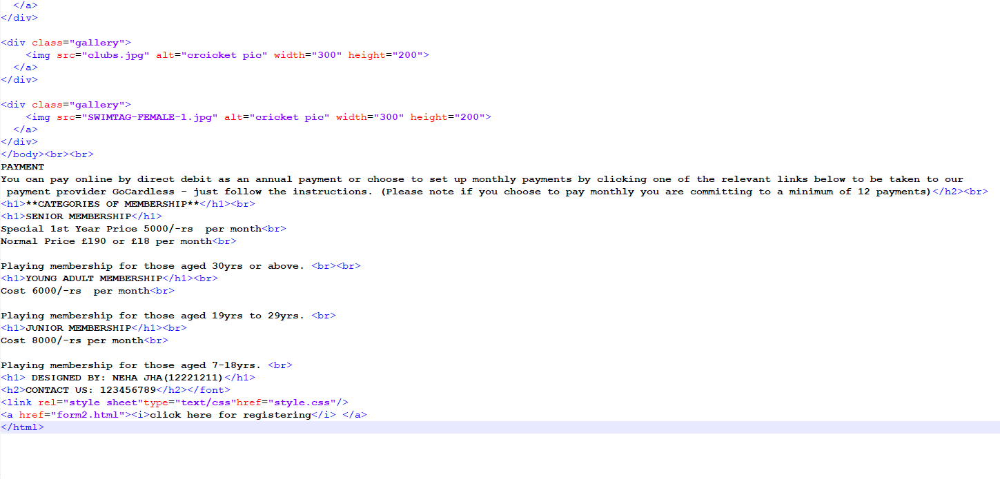 </a>
</div>

<div class="gallery">
    <img src="clubs.jpg" alt="crcicket pic" width="300" height="200">
  </a>
</div>

<div class="gallery">
    <img src="SWIMTAG-FEMALE-1.jpg" alt="cricket pic" width="300" height="200">
  </a>
</div>
</body><br><br>
PAYMENT
You can pay online by direct debit as an annual payment or choose to set up monthly payments by clicking one of the relevant links below to be taken to our
 payment provider GoCardless - just follow the instructions. (Please note if you choose to pay monthly you are committing to a minimum of 12 payments)</h2><br>
<h1>**CATEGORIES OF MEMBERSHIP**</h1><br>
<h1>SENIOR MEMBERSHIP</h1>
Special 1st Year Price 5000/-rs  per month<br>
Normal Price £190 or £18 per month<br>

Playing membership for those aged 30yrs or above. <br><br>
<h1>YOUNG ADULT MEMBERSHIP</h1><br>
Cost 6000/-rs  per month<br>

Playing membership for those aged 19yrs to 29yrs. <br>
<h1>JUNIOR MEMBERSHIP</h1><br>
Cost 8000/-rs per month<br>

Playing membership for those aged 7-18yrs. <br>
<h1> DESIGNED BY: NEHA JHA(12221211)</h1>
<h2>CONTACT US: 123456789</h2></font>
<link rel="style sheet"type="text/css"href="style.css"/>
<a href="form2.html"><i>click here for registering</i> </a>
</html>